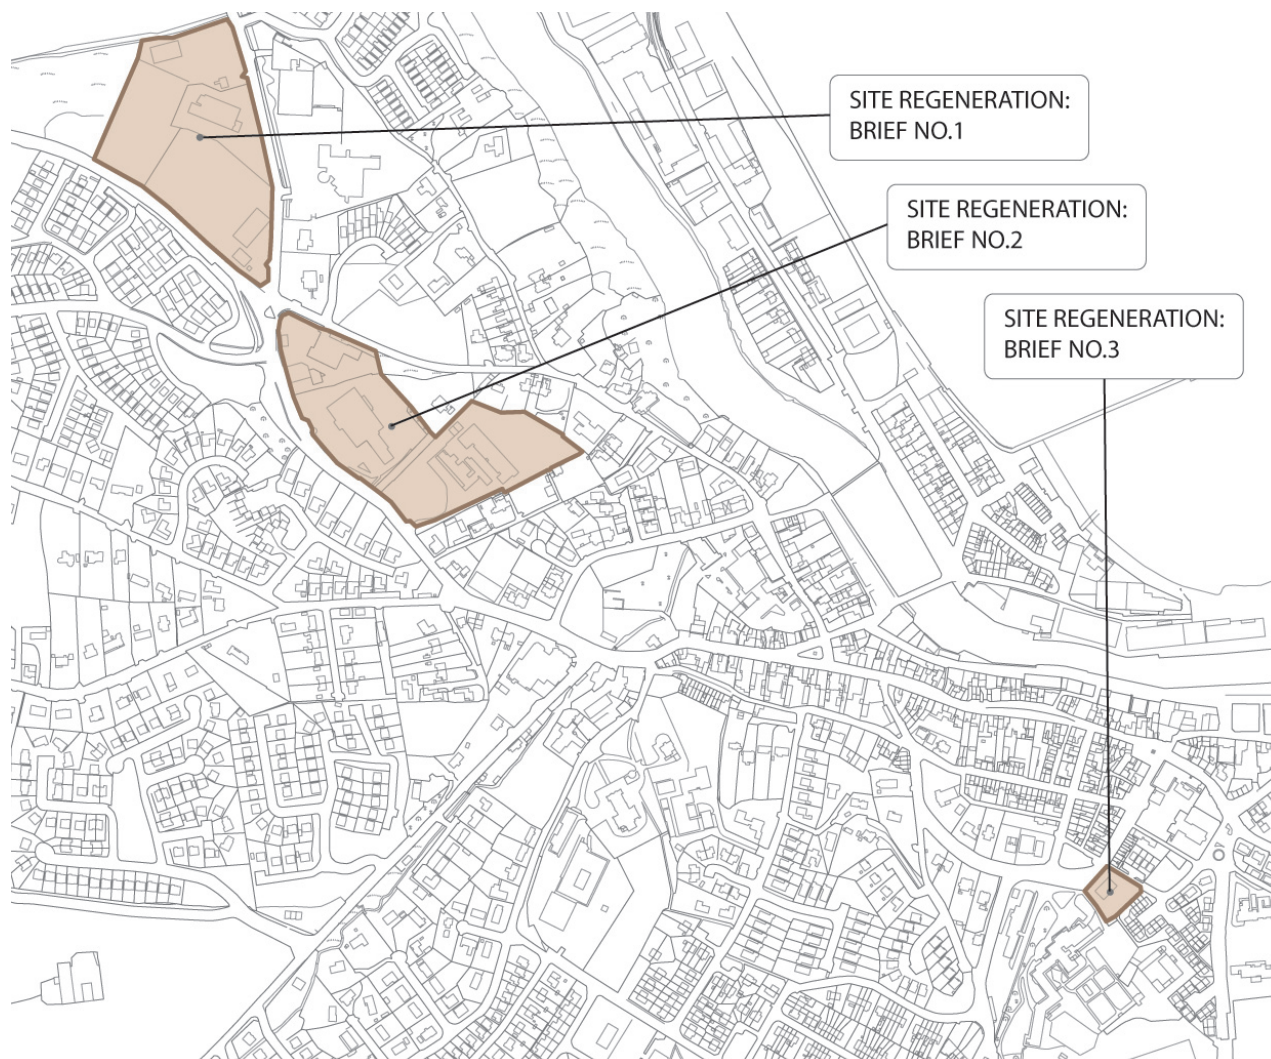 SITE REGENERATION:
BRIEF NO.1
SITE REGENERATION:
BRIEF NO.2
SITE REGENERATION:
BRIEF NO.3